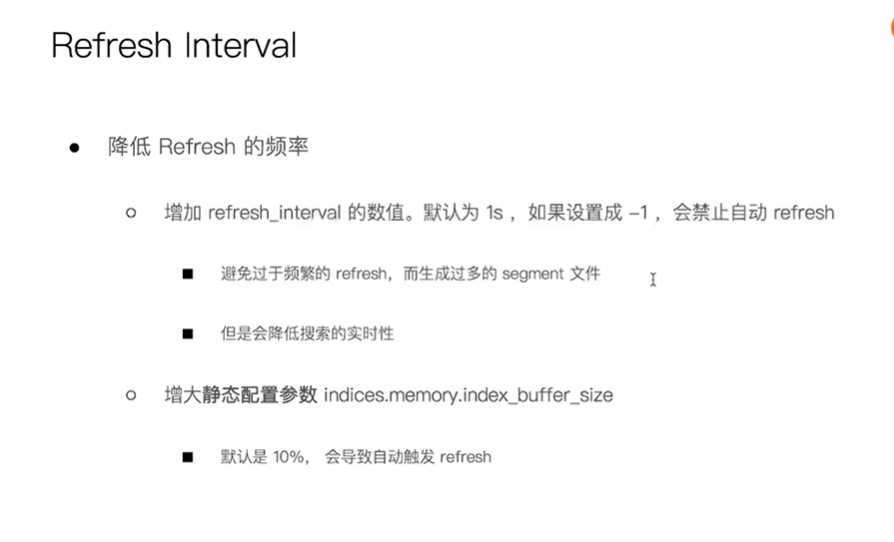 Refresh Interval
降低 Refresh 的频率
增加 refresh_interval 的数值。默认为 1s ，如果设置成 -1 ，会禁止自动 refresh
避免过于频繁的 refresh，而生成过多的 segment 文件
但是会降低搜索的实时性
增大静态配置参数 indices.memory.index_buffer_size
默认是 10%， 会导致自动触发 refresh